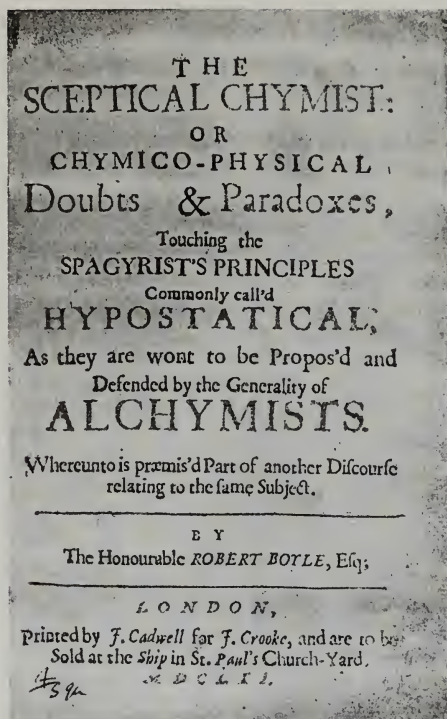 THE
SCEPTICAL CHYMIST:
OR
CHYMICO-PHYSICAL
Doubts & Paradoxes,
Touching the
SPAGYRIST'S PRINCIPLES
Commonly call'd
HYPOSTATICAL,
As they are wont to be Propos'd and
Defended by the Generality of
ALCHYMISTS.
Whereunto is præmis'd Part of another Diſcourſe
relating to the ſame Subject.
BY
The Honourable ROBERT BOYLE, Eſq;
LONDON,
Printed by J. Cadwell for J. Crooke, and are to be
Sold at the Ship in St. Paul's Church-Yard.
MDCLXI.